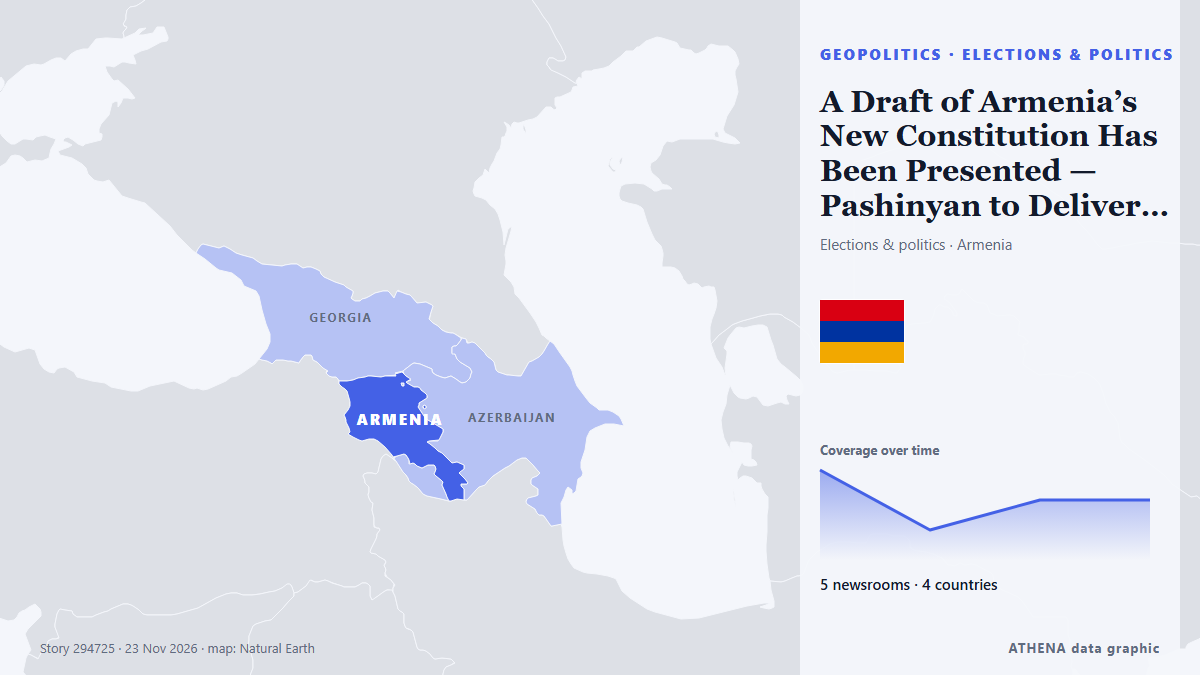 GEOPOLITICS · ELECTIONS & POLITICS
A Draft of Armenia’s
New Constitution Has
Been Presented —
Pashinyan to Deliver…
Elections & politics · Armenia
GEORGIA
ARMENIA
AZERBAIJAN
Coverage over time
5 newsrooms · 4 countries
Story 294725 · 23 Nov 2026 · map: Natural Earth
ATHENA data graphic